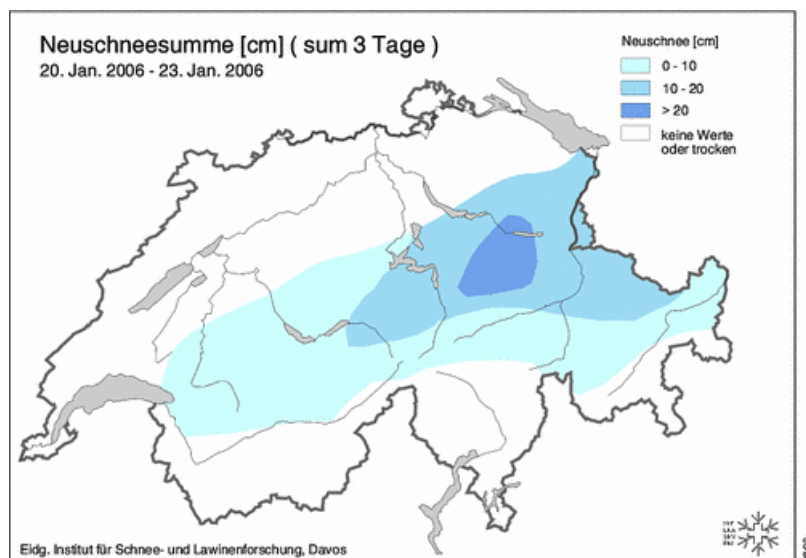 Neuschneesumme [cm] ( sum 3 Tage )
20. Jan. 2006 - 23. Jan. 2006
Neuschnee [cm]
0 - 10
10 - 20
> 20
keine Werte
oder trocken
Eidg. Institut für Schnee- und Lawinenforschung, Davos